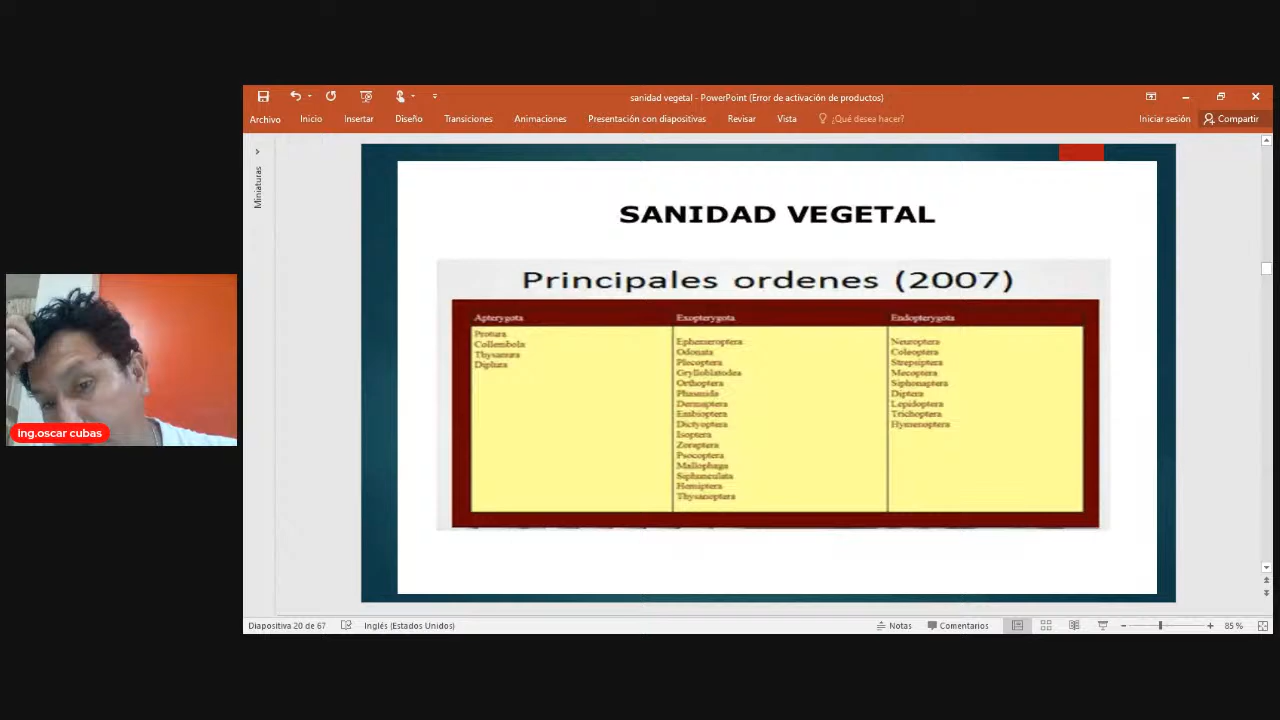 sanidad vegetal - PowerPoint (Error de activación de productos)
Archivo Inicio Insertar Diseño Transiciones Animaciones Presentación con diapositivas Revisar Vista ¿Qué desea hacer? Iniciar sesión Compartir
Miniaturas
SANIDAD VEGETAL
Principales ordenes (2007)
Apterygota Exopterygota Endopterygota
Protura
Collembola
Thysanura
Diplura
Ephemeroptera
Odonata
Plecoptera
Grylloblatodea
Orthoptera
Phasmida
Dermaptera
Embioptera
Dictyoptera
Isoptera
Zoraptera
Psocoptera
Mallophaga
Siphunculata
Hemiptera
Thysanoptera
Neuroptera
Coleoptera
Strepsiptera
Mecoptera
Siphonaptera
Diptera
Lepidoptera
Trichoptera
Hymenoptera
ing.oscar cubas
Diapositiva 20 de 67 Inglés (Estados Unidos) Notas Comentarios 85 %